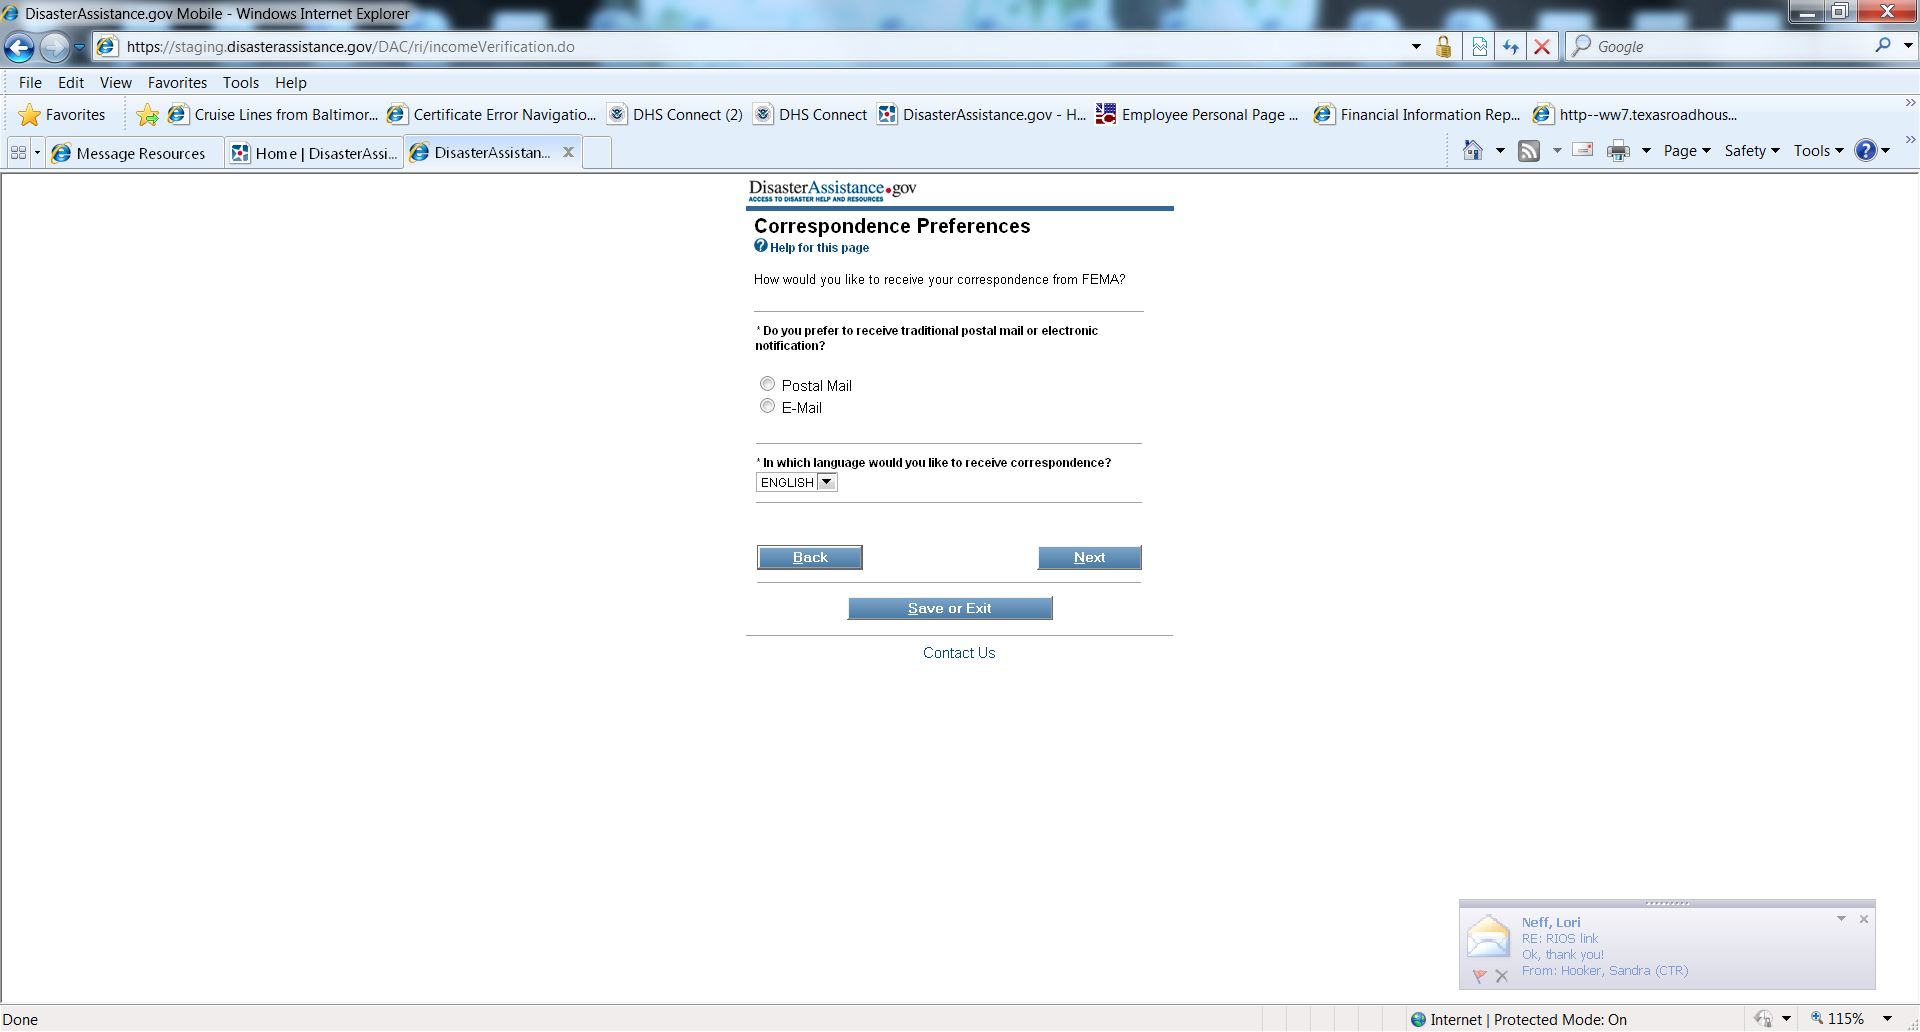 DisasterAssistance.gov Mobile - Windows Internet Explorer
https://staging.disasterassistance.gov/DAC/ri/incomeVerification.do
Google
File Edit View Favorites Tools Help
Favorites Cruise Lines from Baltimor... Certificate Error Navigatio... DHS Connect (2) DHS Connect DisasterAssistance.gov - H... Employee Personal Page ... Financial Information Rep... http--ww7.texasroadhous...
Message Resources Home | DisasterAssi... DisasterAssistan... Page Safety Tools
DisasterAssistance.gov
ACCESS TO DISASTER HELP AND RESOURCES
Correspondence Preferences
Help for this page
How would you like to receive your correspondence from FEMA?
* Do you prefer to receive traditional postal mail or electronic
notification?
Postal Mail
E-Mail
* In which language would you like to receive correspondence?
ENGLISH
Back Next
Save or Exit
Contact Us
Neff, Lori
RE: RIOS link
Ok, thank you!
From: Hooker, Sandra (CTR)
Done Internet | Protected Mode: On 115%